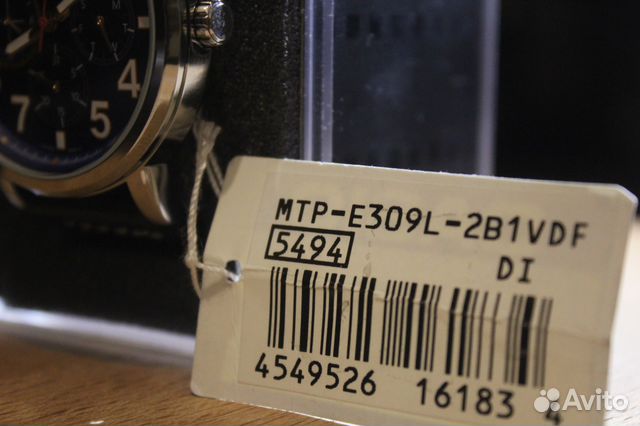 S M T
4
5
7
MTP-E309L-2B1VDF
5494
DI
4549526 16183 4
Avito